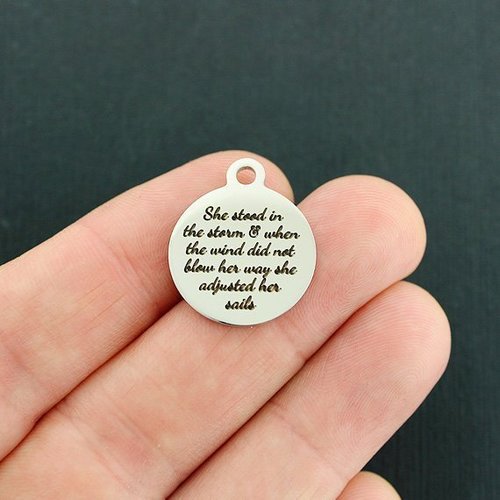 She stood in
the storm & when
the wind did not
blow her way she
adjusted her
sails